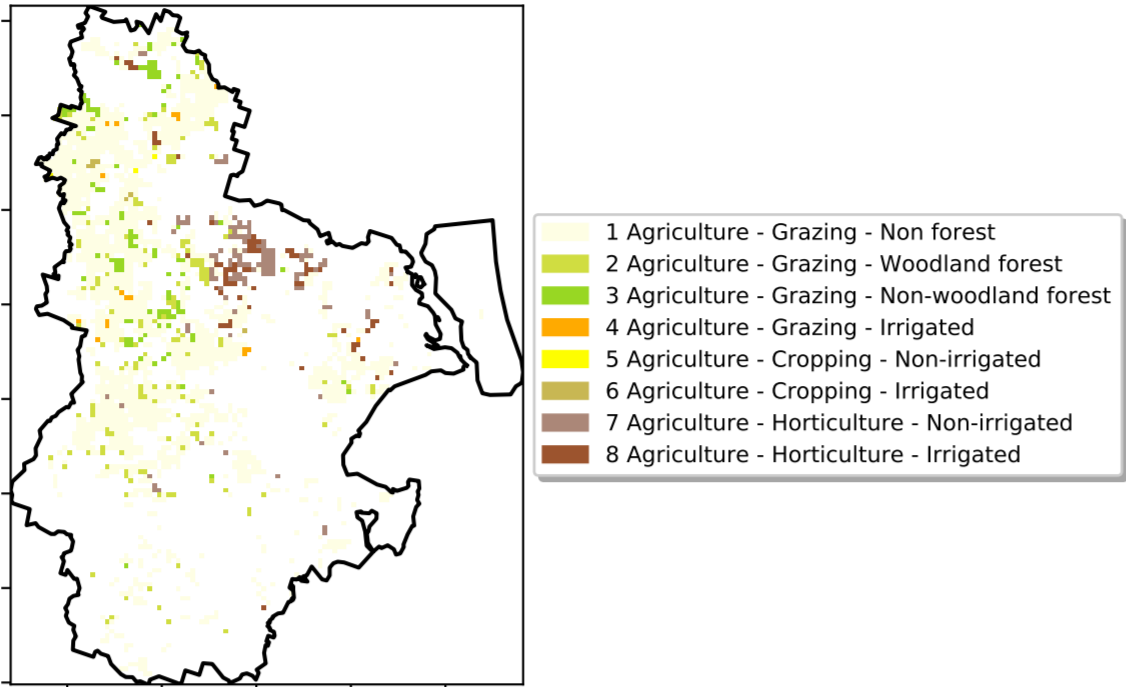 1 Agriculture - Grazing - Non forest
2 Agriculture - Grazing - Woodland forest
3 Agriculture - Grazing - Non-woodland forest
4 Agriculture - Grazing - Irrigated
5 Agriculture - Cropping - Non-irrigated
6 Agriculture - Cropping - Irrigated
7 Agriculture - Horticulture - Non-irrigated
8 Agriculture - Horticulture - Irrigated